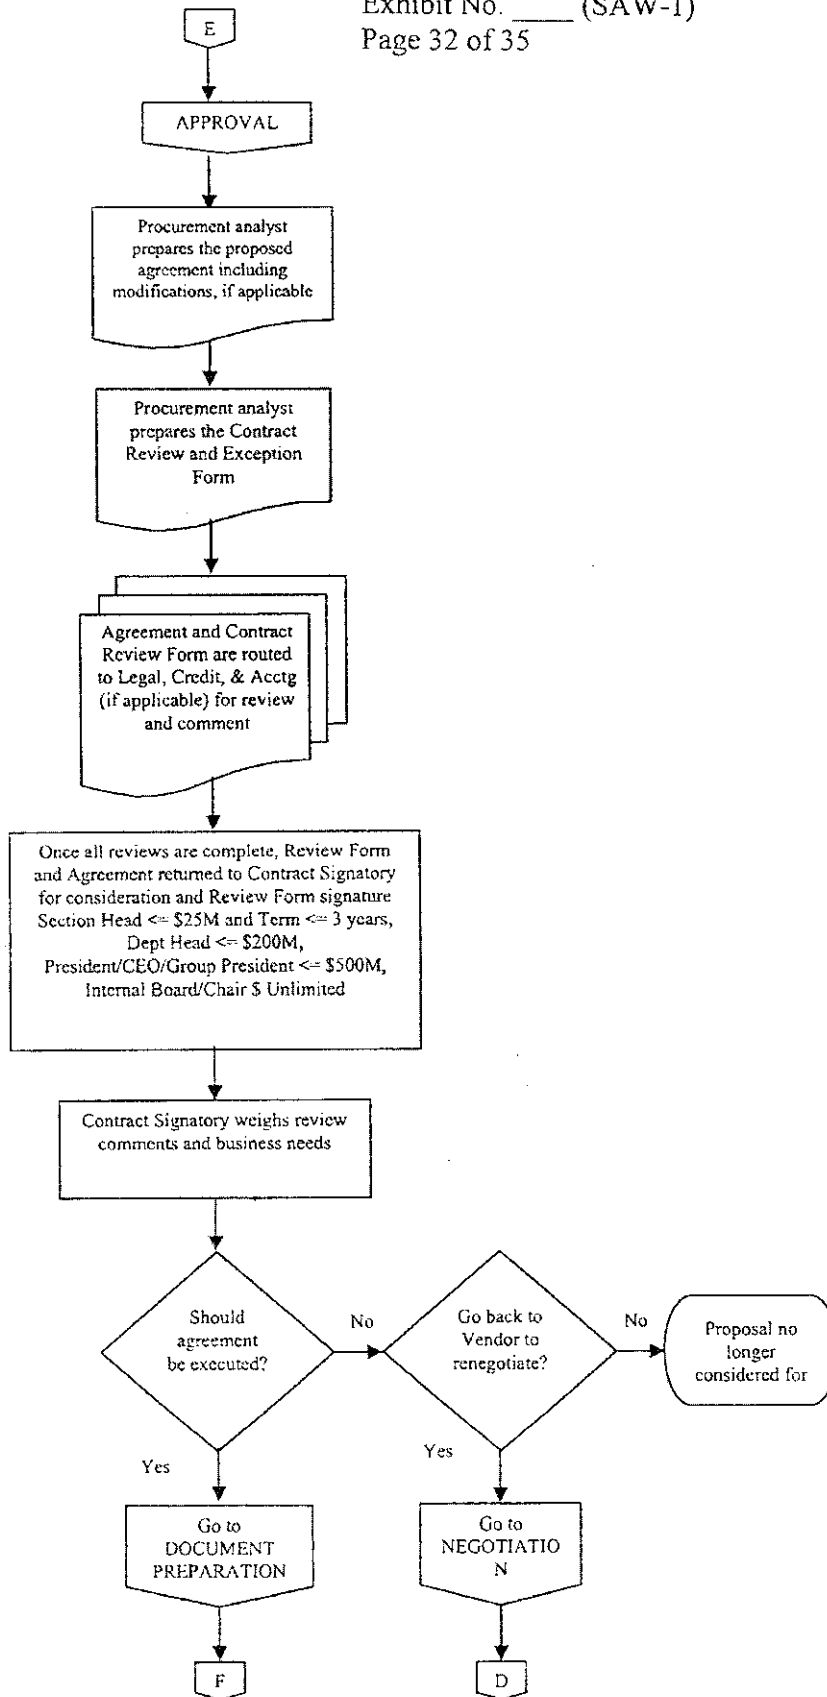 Exhibit No. ____ (SAW-1)
Page 32 of 35
E
APPROVAL
Procurement analyst
prepares the proposed
agreement including
modifications, if applicable
Procurement analyst
prepares the Contract
Review and Exception
Form
Agreement and Contract
Review Form are routed
to Legal, Credit, & Acctg
(if applicable) for review
and comment
Once all reviews are complete, Review Form
and Agreement returned to Contract Signatory
for consideration and Review Form signature
Section Head <= $25M and Term <= 3 years,
Dept Head <= $200M,
President/CEO/Group President <= $500M,
Internal Board/Chair $ Unlimited
Contract Signatory weighs review
comments and business needs
Should
agreement
be executed?
No
Go back to
Vendor to
renegotiate?
No
Proposal no
longer
considered for
Yes
Yes
Go to
DOCUMENT
PREPARATION
Go to
NEGOTIATIO
N
F
D